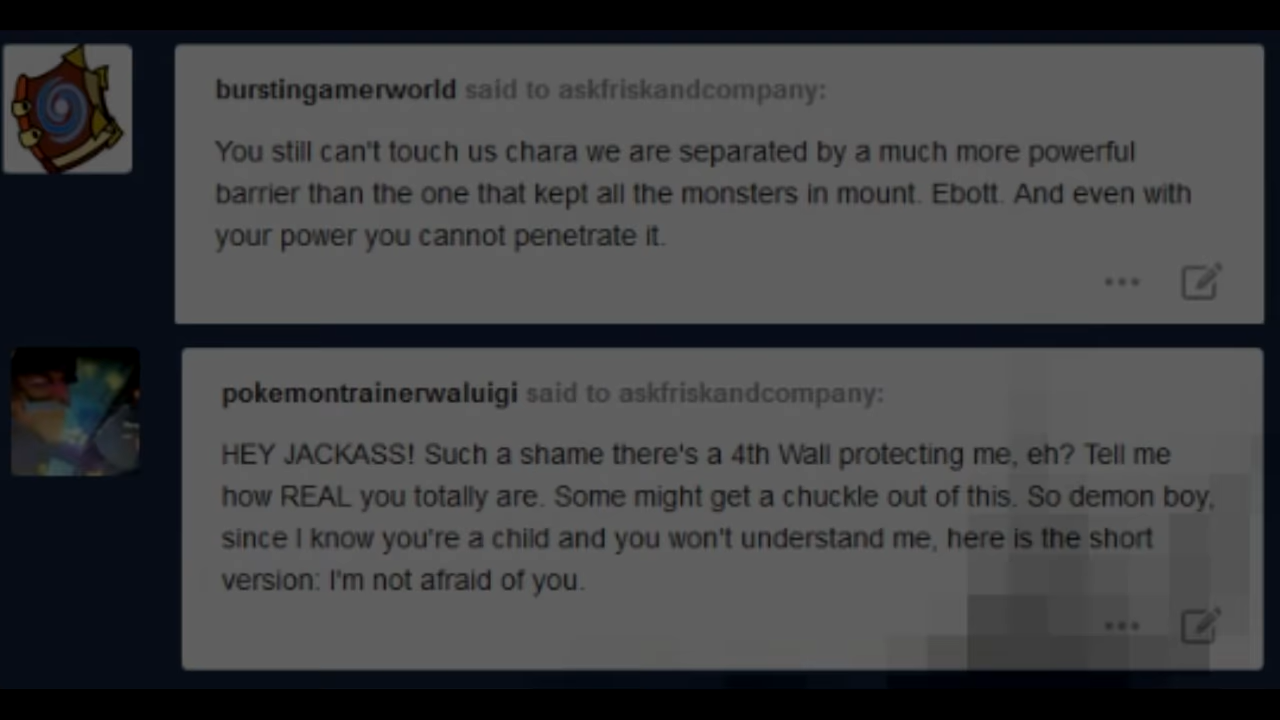 burstingamerworld said to askfriskandcompany:
You still can't touch us chara we are separated by a much more powerful
barrier than the one that kept all the monsters in mount. Ebott. And even with
your power you cannot penetrate it.
pokemontrainerwaluigi said to askfriskandcompany:
HEY JACKASS! Such a shame there's a 4th Wall protecting me, eh? Tell me
how REAL you totally are. Some might get a chuckle out of this. So demon boy,
since I know you're a child and you won't understand me, here is the short
version: I'm not afraid of you.